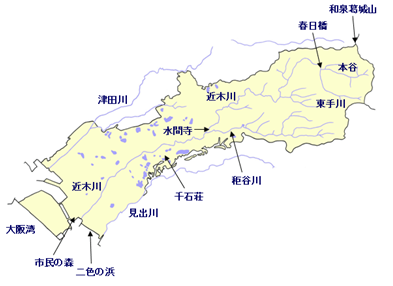 和泉葛城山
春日橋
本谷
津田川
近木川
東手川
水間寺
秬谷川
千石荘
近木川
見出川
大阪湾
市民の森
二色の浜